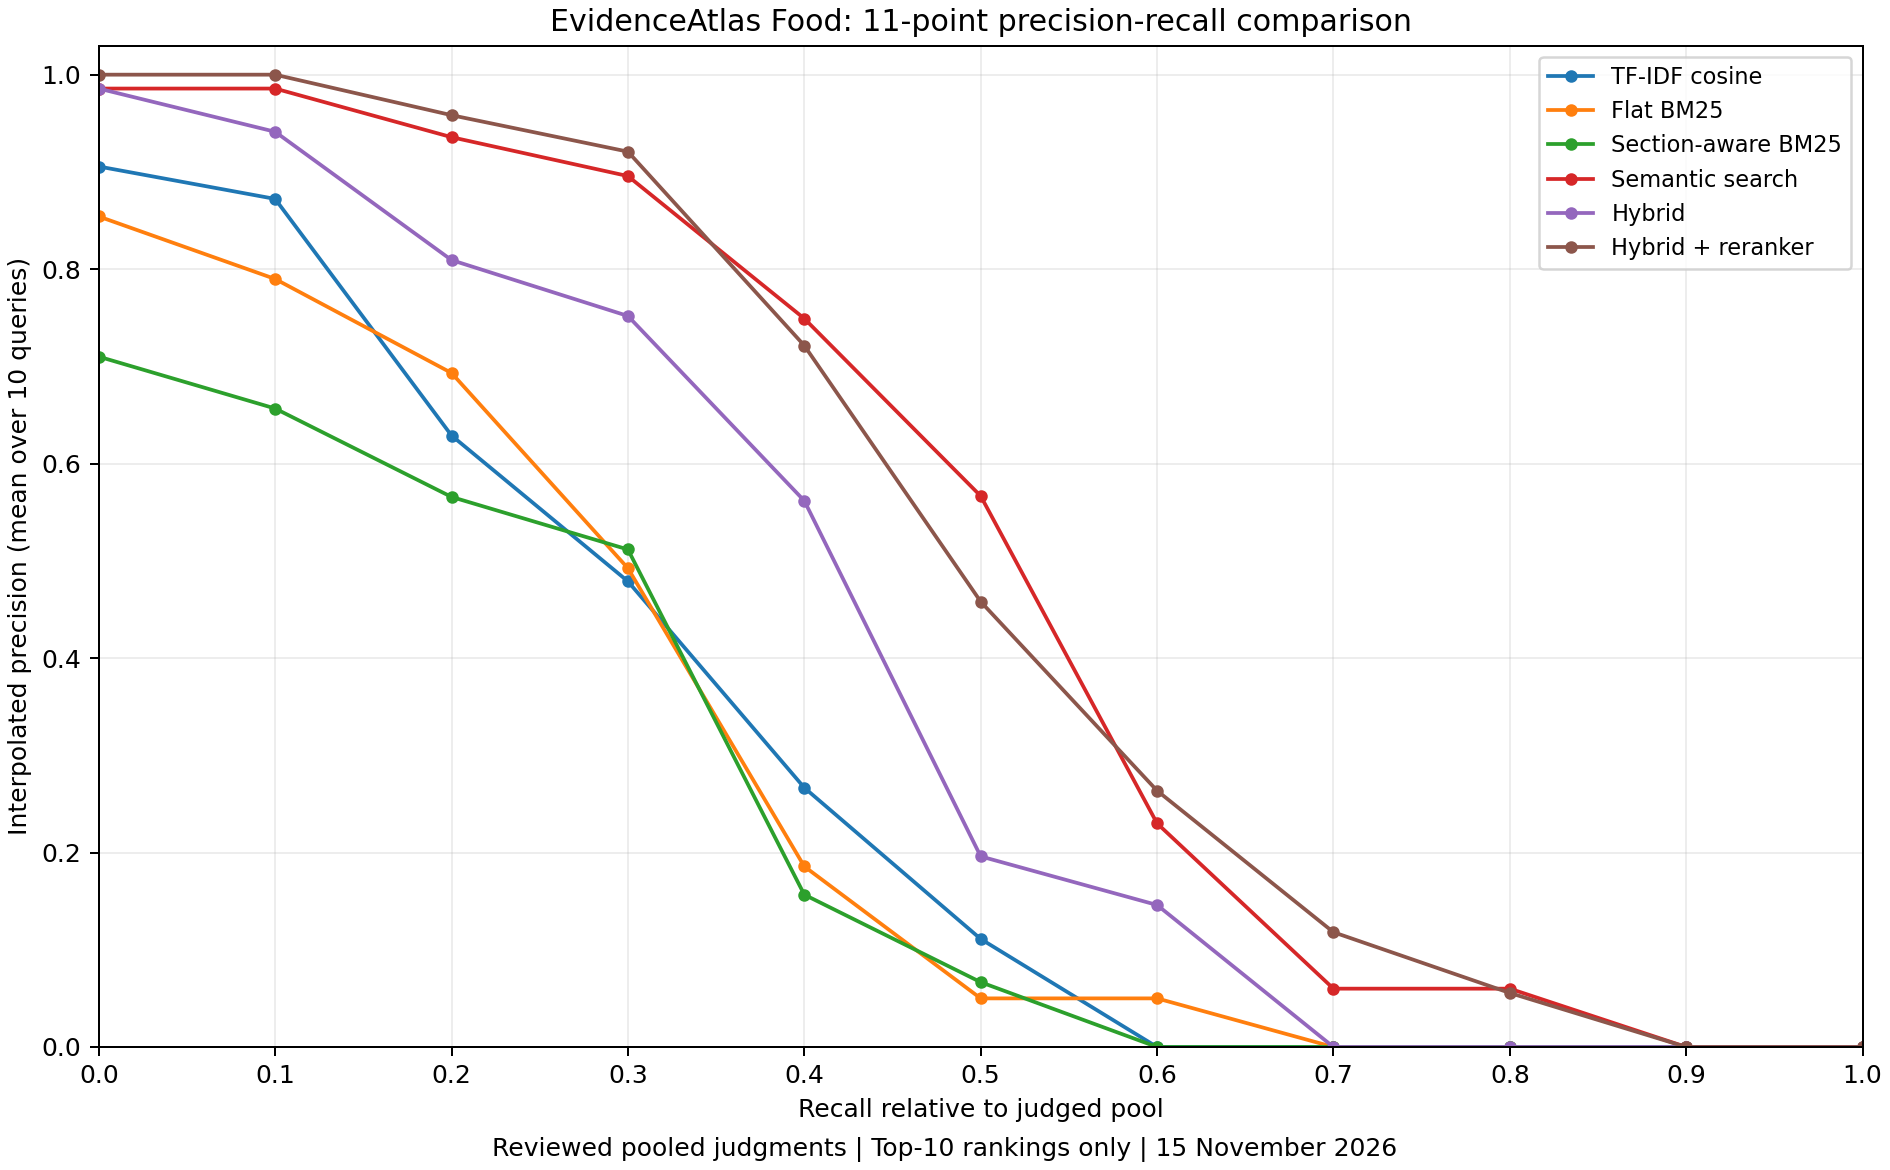 EvidenceAtlas Food: 11-point precision-recall comparison
TF-IDF cosine
Flat BM25
Section-aware BM25
Semantic search
Hybrid
Hybrid + reranker
Interpolated precision (mean over 10 queries)
1.0
0.8
0.6
0.4
0.2
0.0
0.0 0.1 0.2 0.3 0.4 0.5 0.6 0.7 0.8 0.9 1.0
Recall relative to judged pool
Reviewed pooled judgments | Top-10 rankings only | 15 November 2026